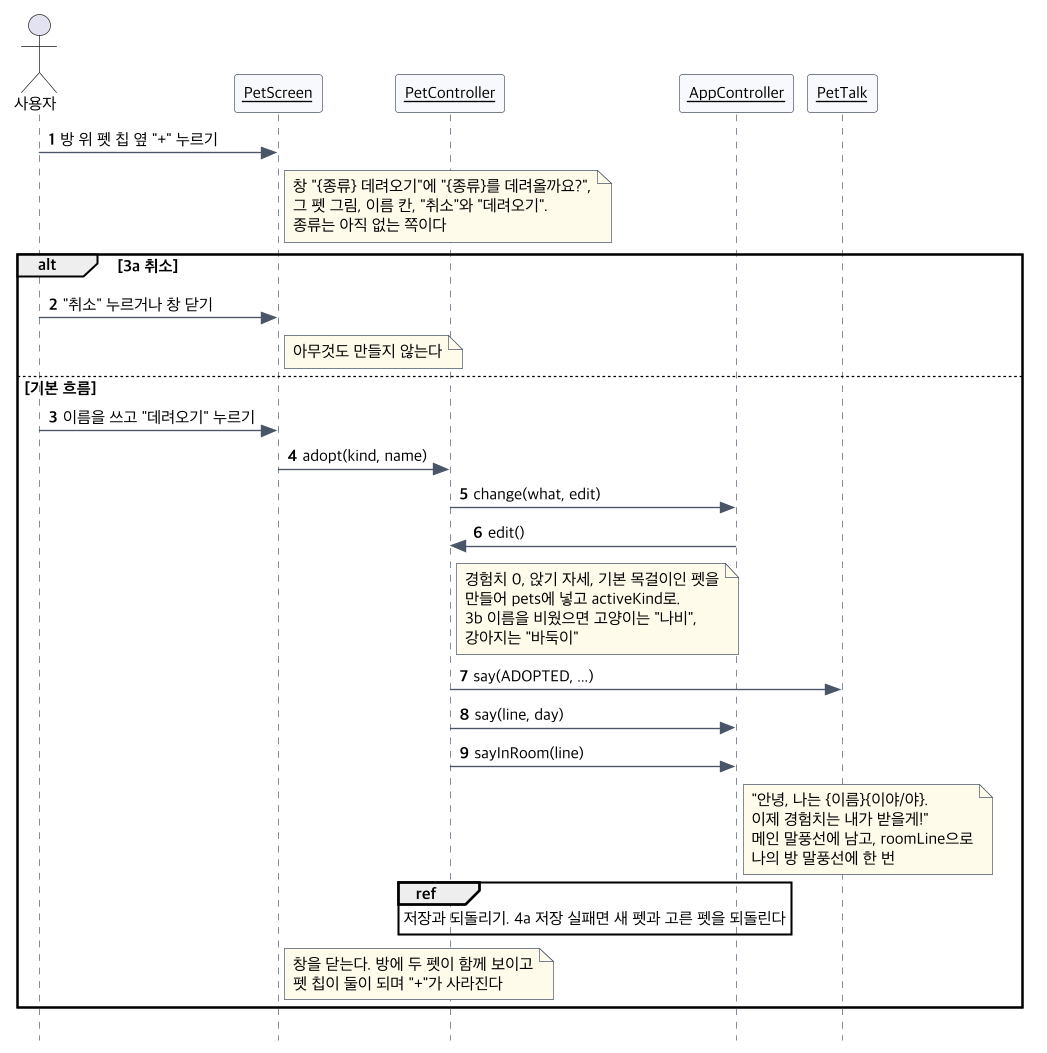 사용자
PetScreen
PetController
AppController
PetTalk
1 방 위 펫 칩 옆 "+" 누르기
창 "{종류} 데려오기"에 "{종류}를 데려올까요?",
그 펫 그림, 이름 칸, "취소"와 "데려오기".
종류는 아직 없는 쪽이다
alt [3a 취소]
2 "취소" 누르거나 창 닫기
아무것도 만들지 않는다
[기본 흐름]
3 이름을 쓰고 "데려오기" 누르기
4 adopt(kind, name)
5 change(what, edit)
6 edit()
경험치 0, 앉기 자세, 기본 목걸이인 펫을
만들어 pets에 넣고 activeKind로.
3b 이름을 비웠으면 고양이는 "나비",
강아지는 "바둑이"
7 say(ADOPTED, ...)
8 say(line, day)
9 sayInRoom(line)
"안녕, 나는 {이름}{이야/야}.
이제 경험치는 내가 받을게!"
메인 말풍선에 남고, roomLine으로
나의 방 말풍선에 한 번
ref
저장과 되돌리기. 4a 저장 실패면 새 펫과 고른 펫을 되돌린다
창을 닫는다. 방에 두 펫이 함께 보이고
펫 칩이 둘이 되며 "+"가 사라진다